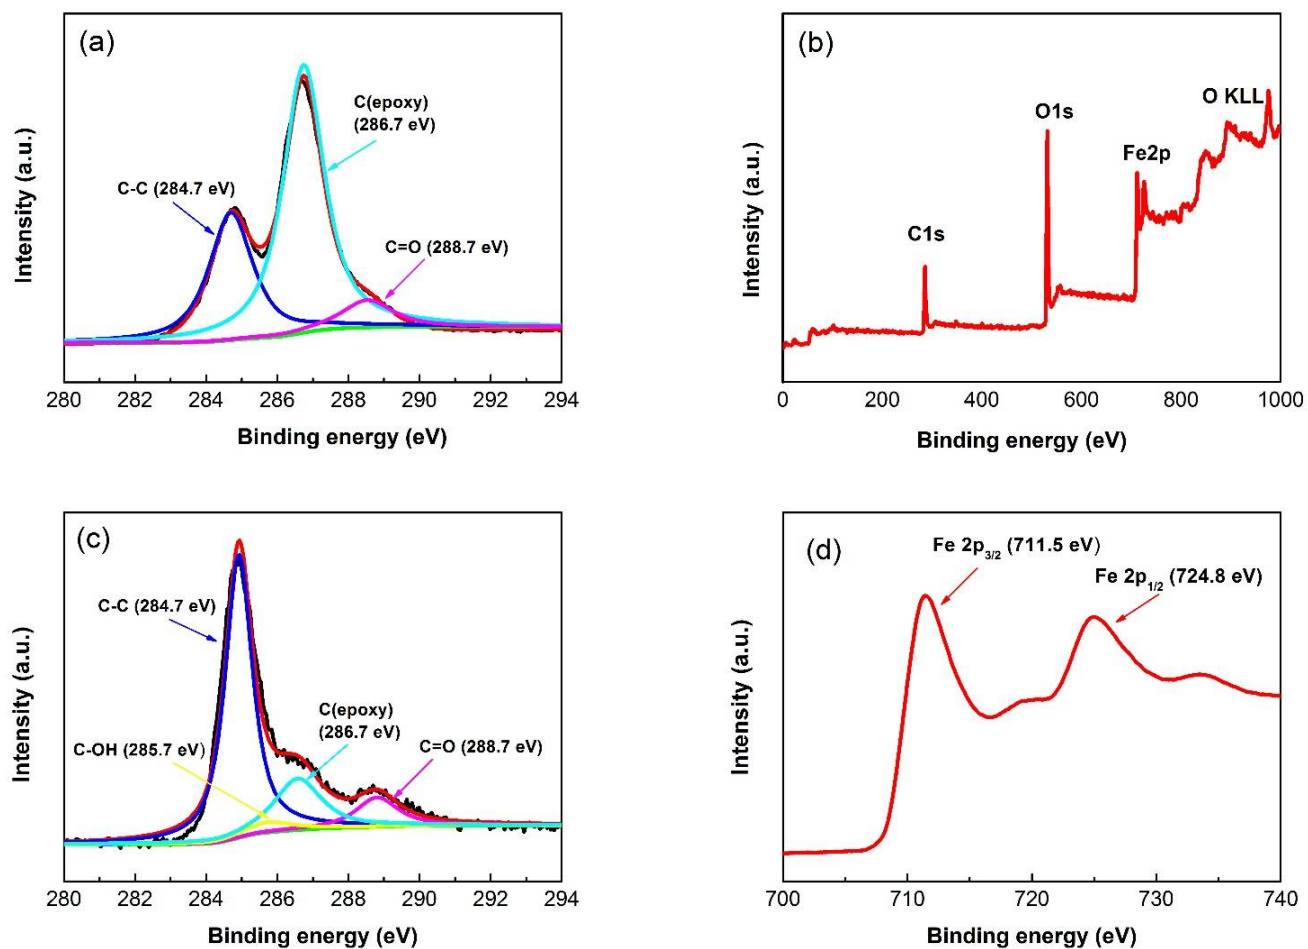 (a)
C(epoxy)
(286.7 eV)
C-C (284.7 eV)
C=O (288.7 eV)
Intensity (a.u.)
280 282 284 286 288 290 292 294
Binding energy (eV)
(b)
O KLL
O1s
Fe2p
C1s
Intensity (a.u.)
0 200 400 600 800 1000
Binding energy (eV)
(c)
C-C (284.7 eV)
C(epoxy)
(286.7 eV)
C-OH (285.7 eV)
C=O (288.7 eV)
Intensity (a.u.)
280 282 284 286 288 290 292 294
Binding energy (eV)
(d)
Fe 2p3/2 (711.5 eV)
Fe 2p1/2 (724.8 eV)
Intensity (a.u.)
700 710 720 730 740
Binding energy (eV)